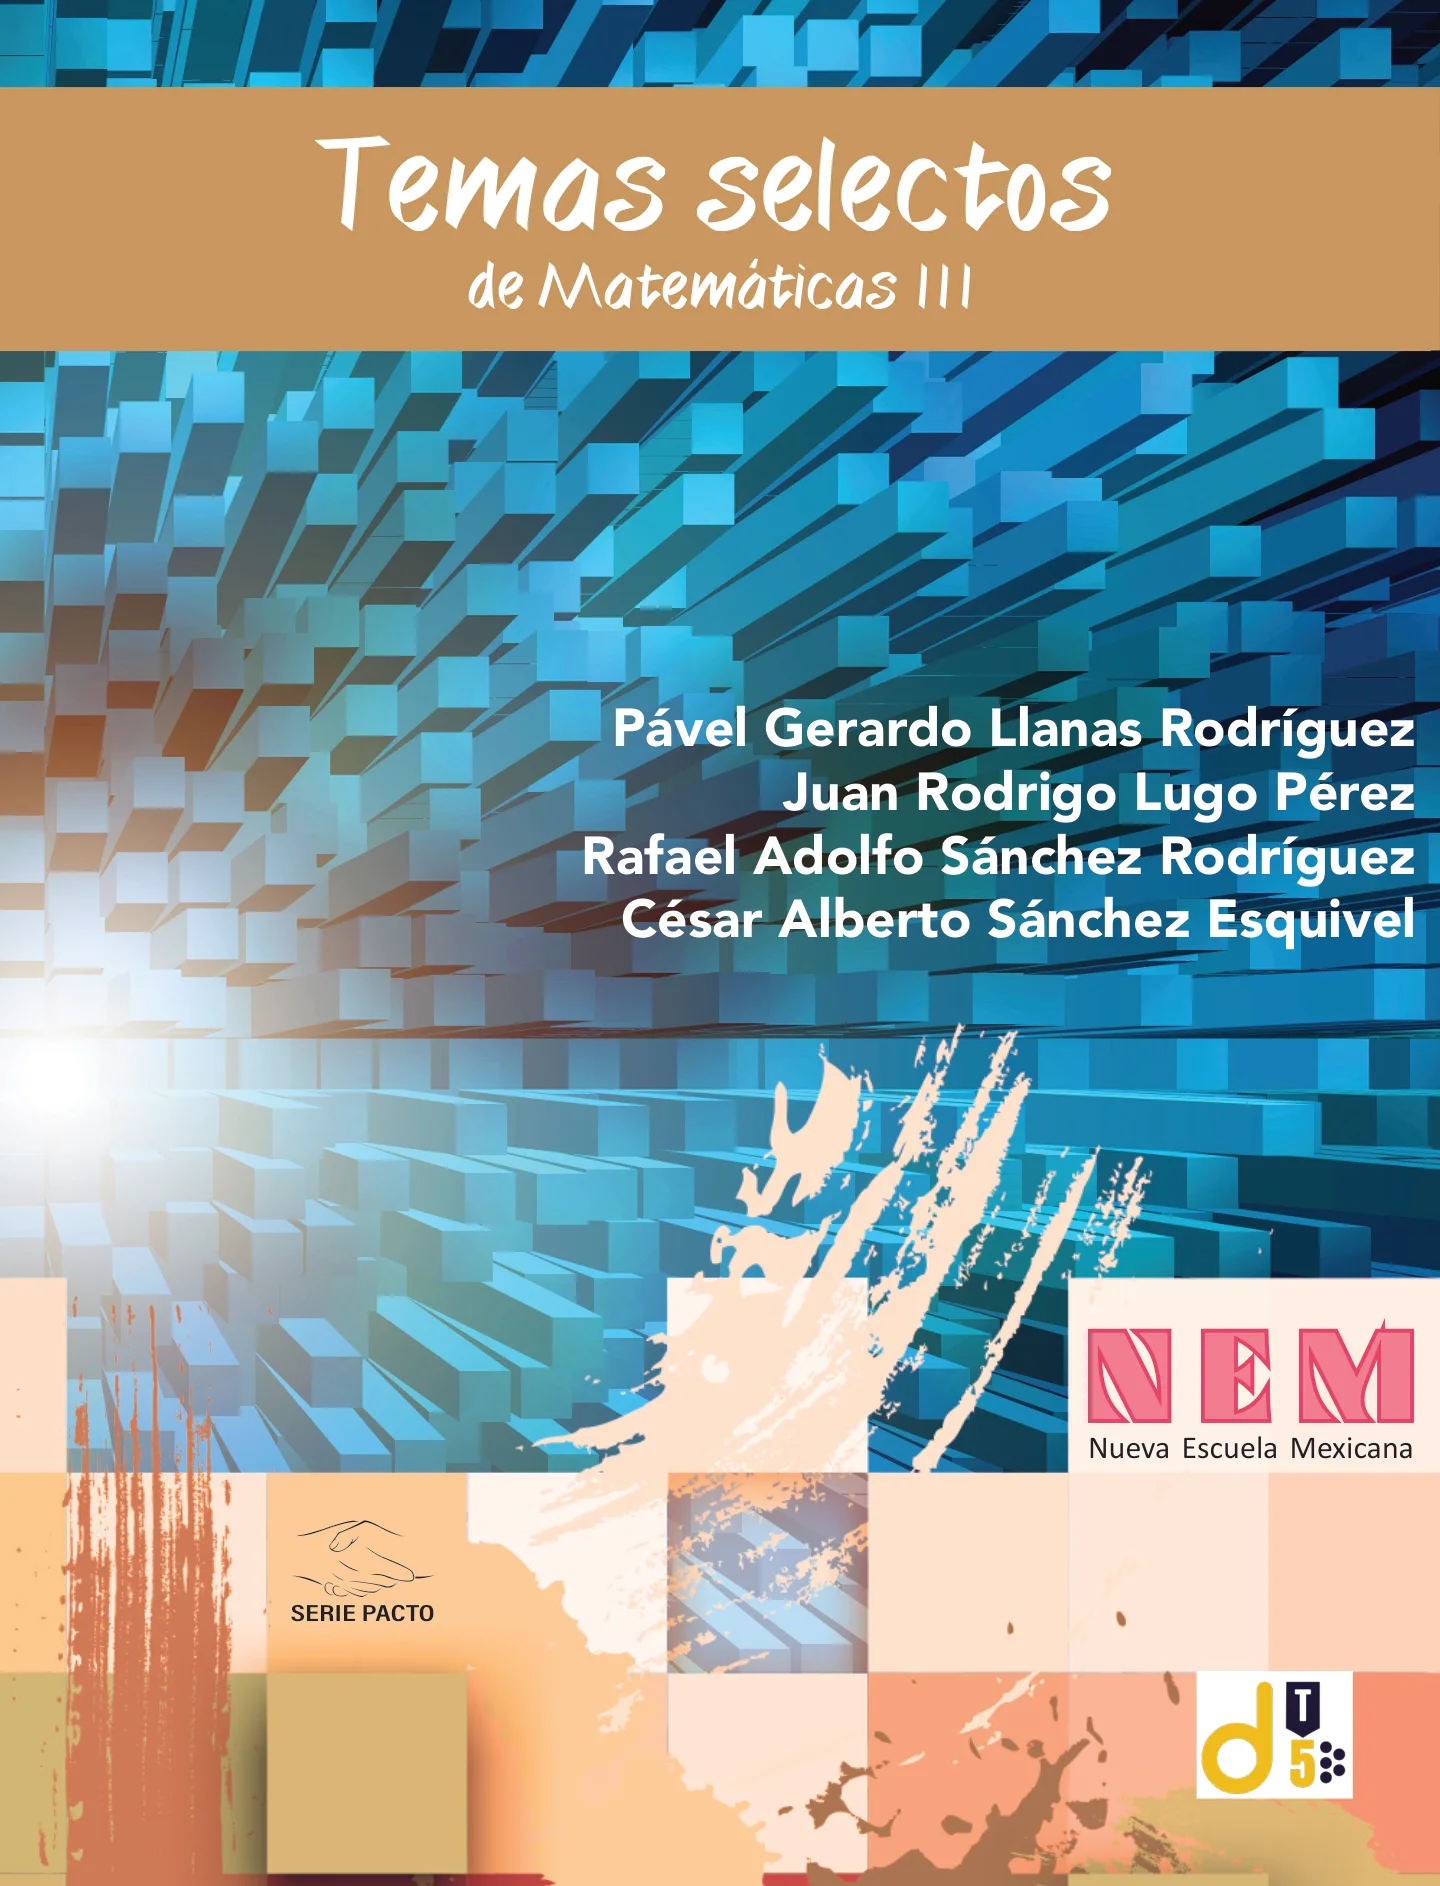 Temas selectos
de Matemáticas III
Pável Gerardo Llanas Rodríguez
Juan Rodrigo Lugo Pérez
Rafael Adolfo Sánchez Rodríguez
César Alberto Sánchez Esquivel
NEM
Nueva Escuela Mexicana
SERIE PACTO
d T
5